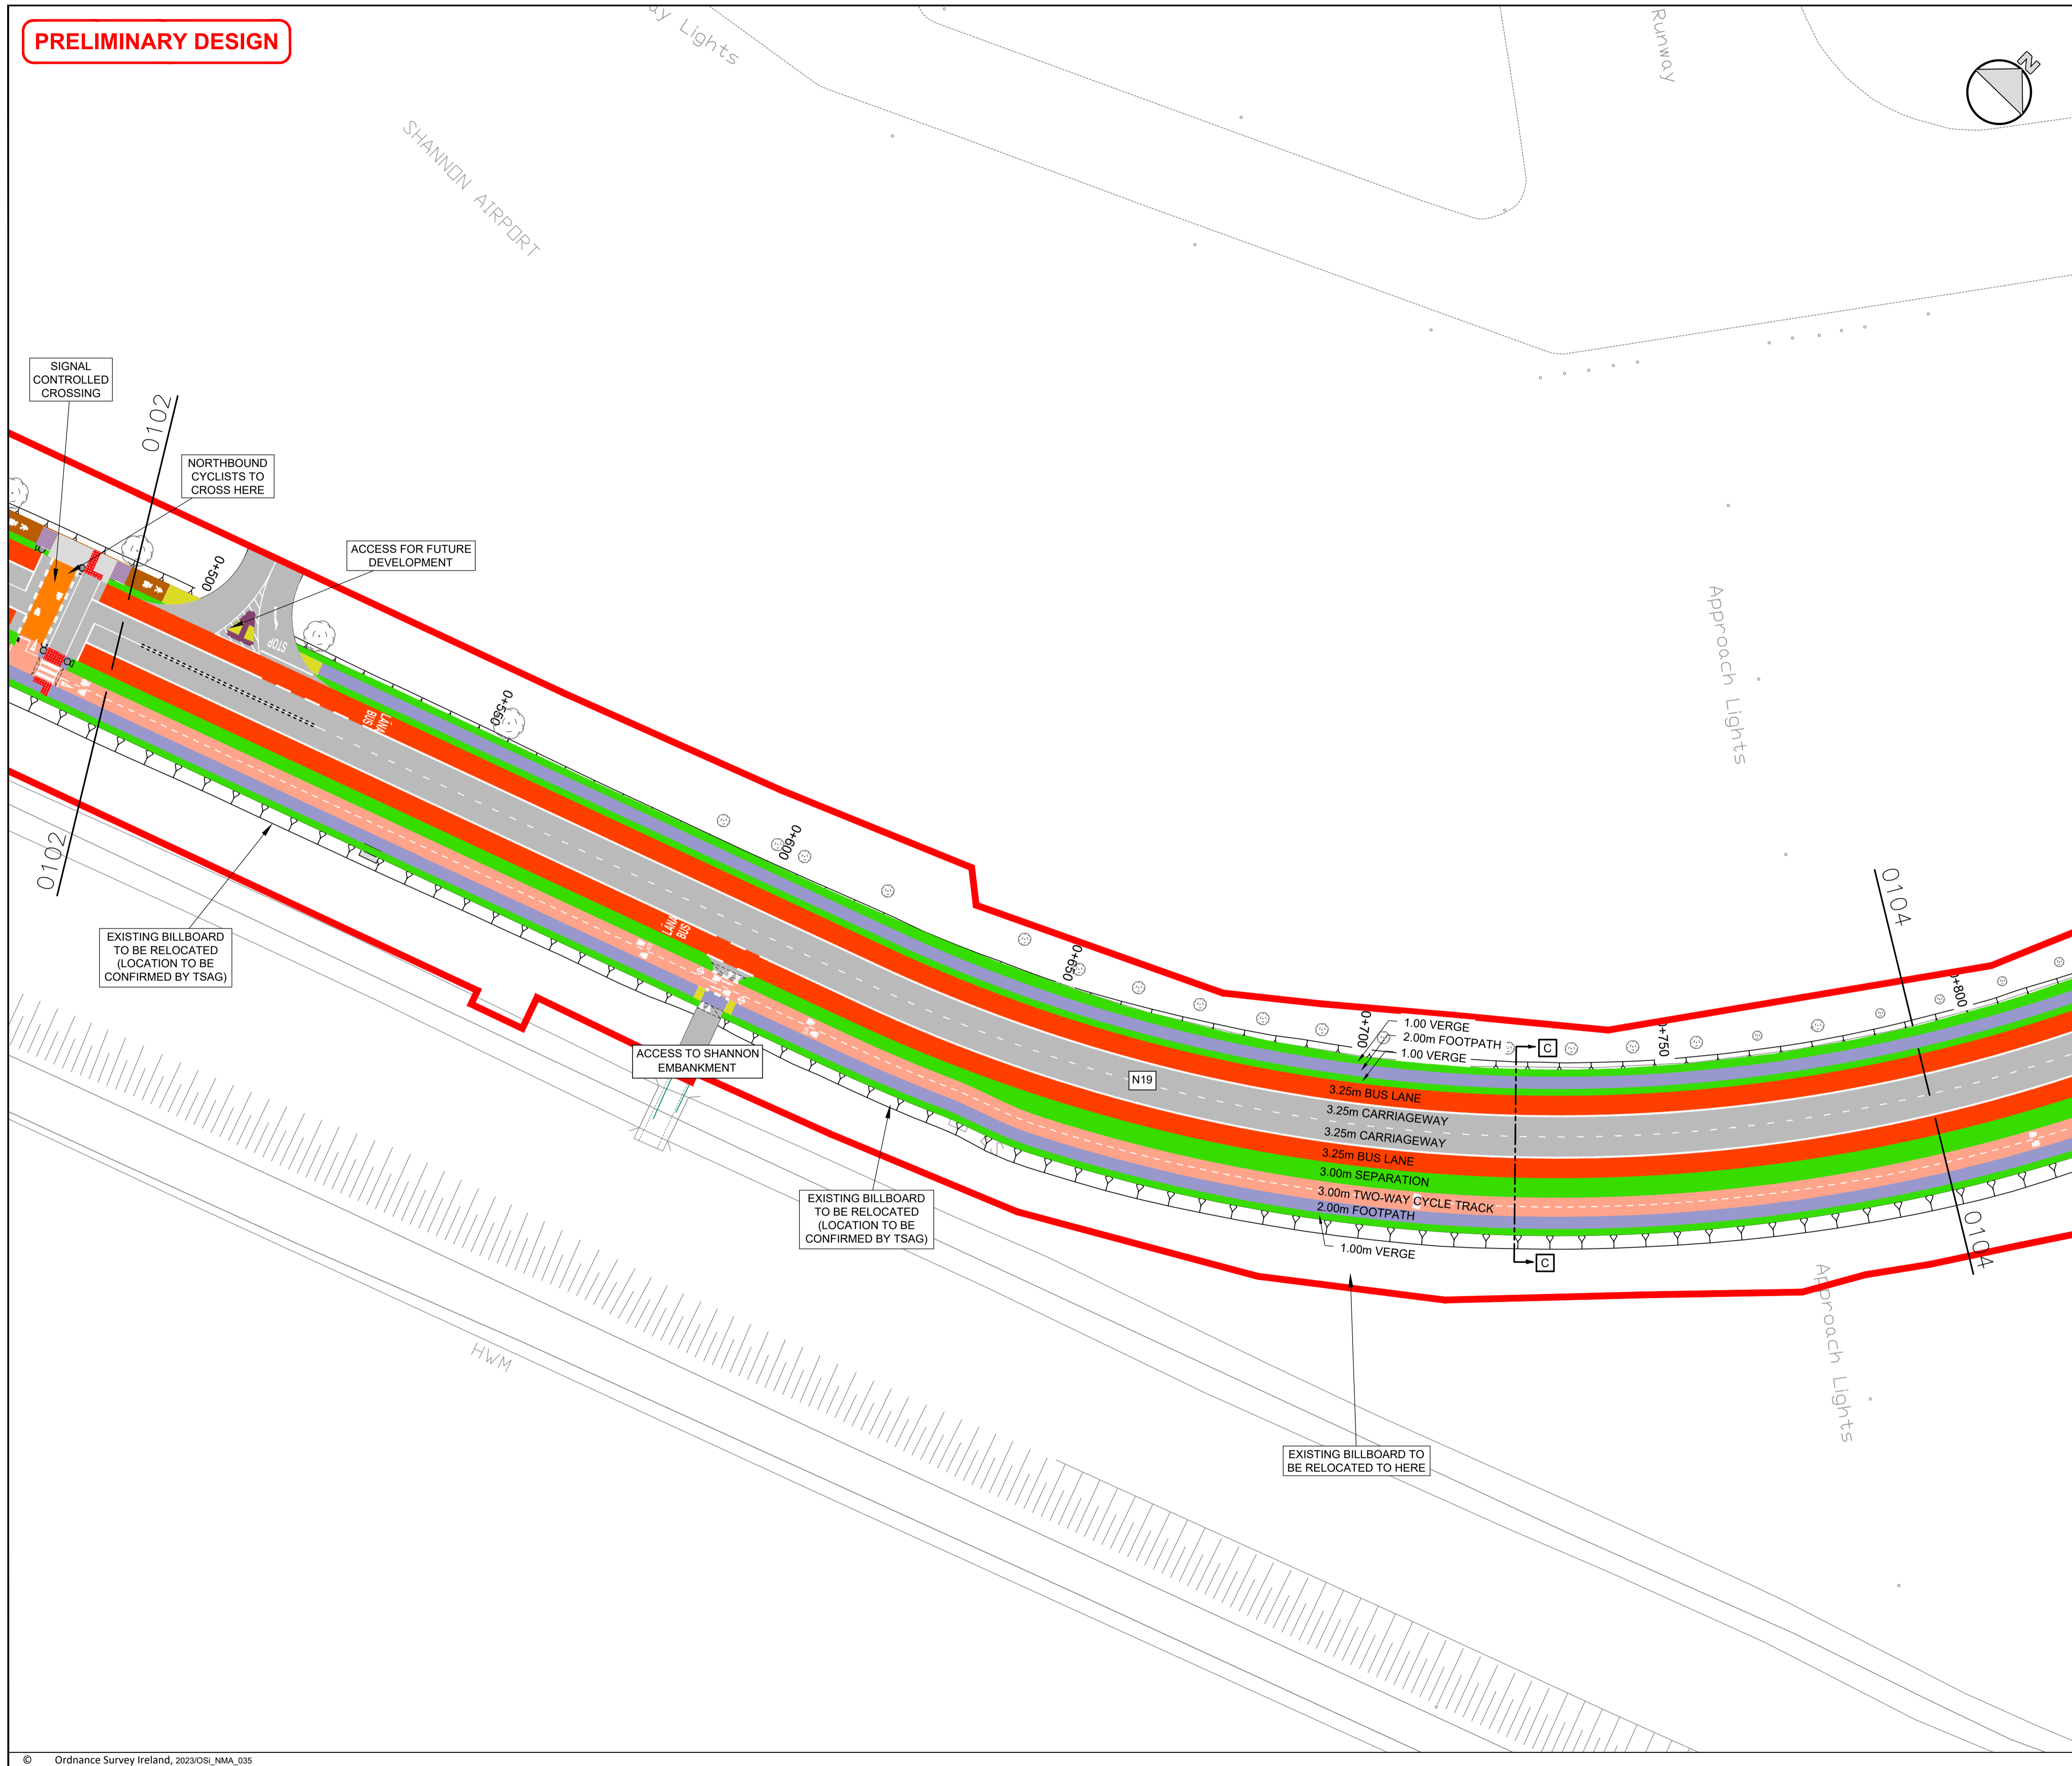 PRELIMINARY DESIGN
Lights
Runway
N
SHANNON AIRPORT
SIGNAL
CONTROLLED
CROSSING
0102
NORTHBOUND
CYCLISTS TO
CROSS HERE
ACCESS FOR FUTURE
DEVELOPMENT
0+500
STOP
0+550
LÁNA
BUS
0+600
0102
EXISTING BILLBOARD
TO BE RELOCATED
(LOCATION TO BE
CONFIRMED BY TSAG)
LÁNA
BUS
0+650
ACCESS TO SHANNON
EMBANKMENT
N19
0+700
1.00 VERGE
2.00m FOOTPATH
1.00 VERGE
C
0+750
0+800
0104
Approach Lights
3.25m BUS LANE
3.25m CARRIAGEWAY
3.25m CARRIAGEWAY
3.25m BUS LANE
3.00m SEPARATION
3.00m TWO-WAY CYCLE TRACK
2.00m FOOTPATH
1.00m VERGE
C
0104
EXISTING BILLBOARD
TO BE RELOCATED
(LOCATION TO BE
CONFIRMED BY TSAG)
Approach Lights
HWM
EXISTING BILLBOARD TO
BE RELOCATED TO HERE
© Ordnance Survey Ireland, 2023/OSi_NMA_035